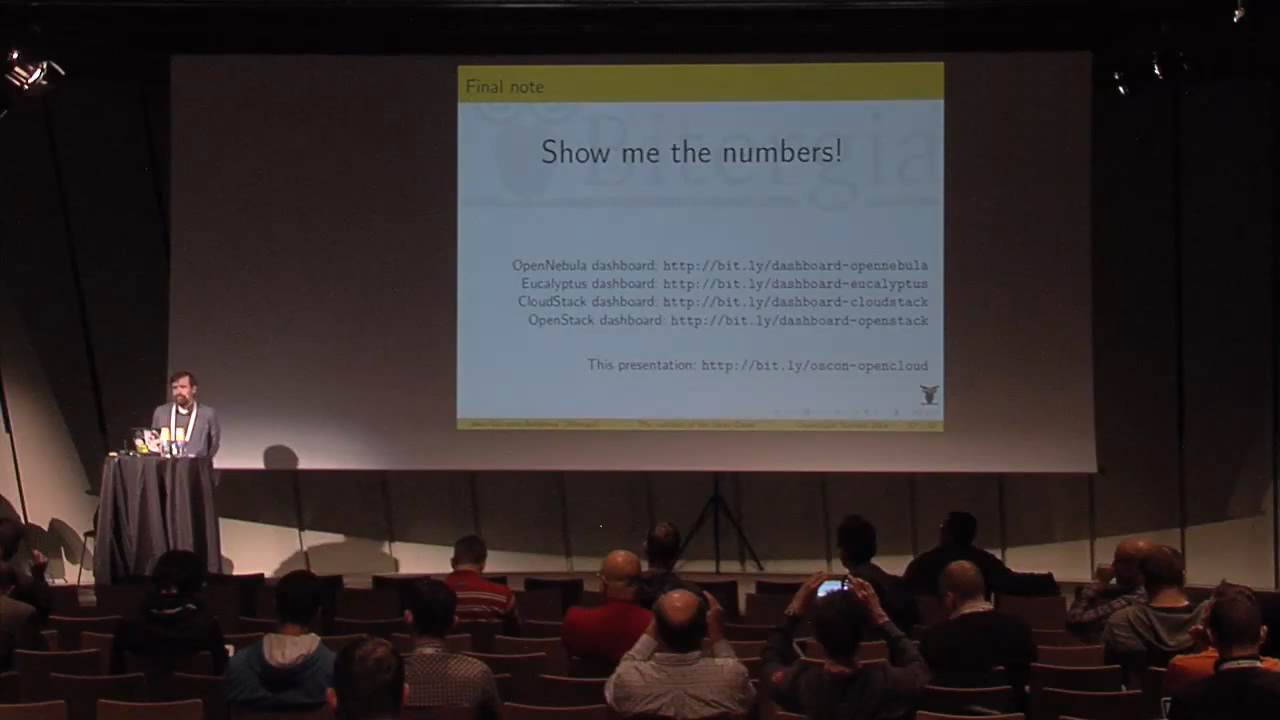 Final note
Bitergia
Show me the numbers!
OpenNebula dashboard: http://bit.ly/dashboard-opennebula
Eucalyptus dashboard: http://bit.ly/dashboard-eucalyptus
CloudStack dashboard: http://bit.ly/dashboard-cloudstack
OpenStack dashboard: http://bit.ly/dashboard-openstack
This presentation: http://bit.ly/oscon-opencloud